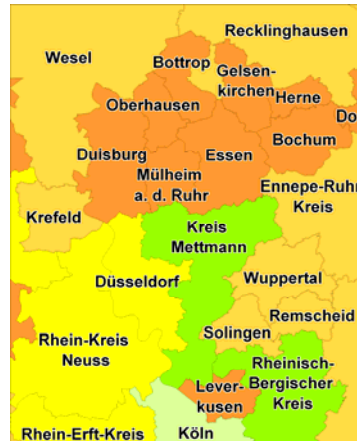 Recklinghausen
Wesel
Bottrop
Gelsen-
kirchen
Herne
Oberhausen
Do
Bochum
Duisburg
Essen
Mülheim
a. d. Ruhr
Ennepe-Ruhr
Kreis
Krefeld
Kreis
Mettmann
Düsseldorf
Wuppertal
Remscheid
Solingen
Rhein-Kreis
Neuss
Rheinisch-
Bergischer
Kreis
Lever-
kusen
Rhein-Erft-Kreis
Köln